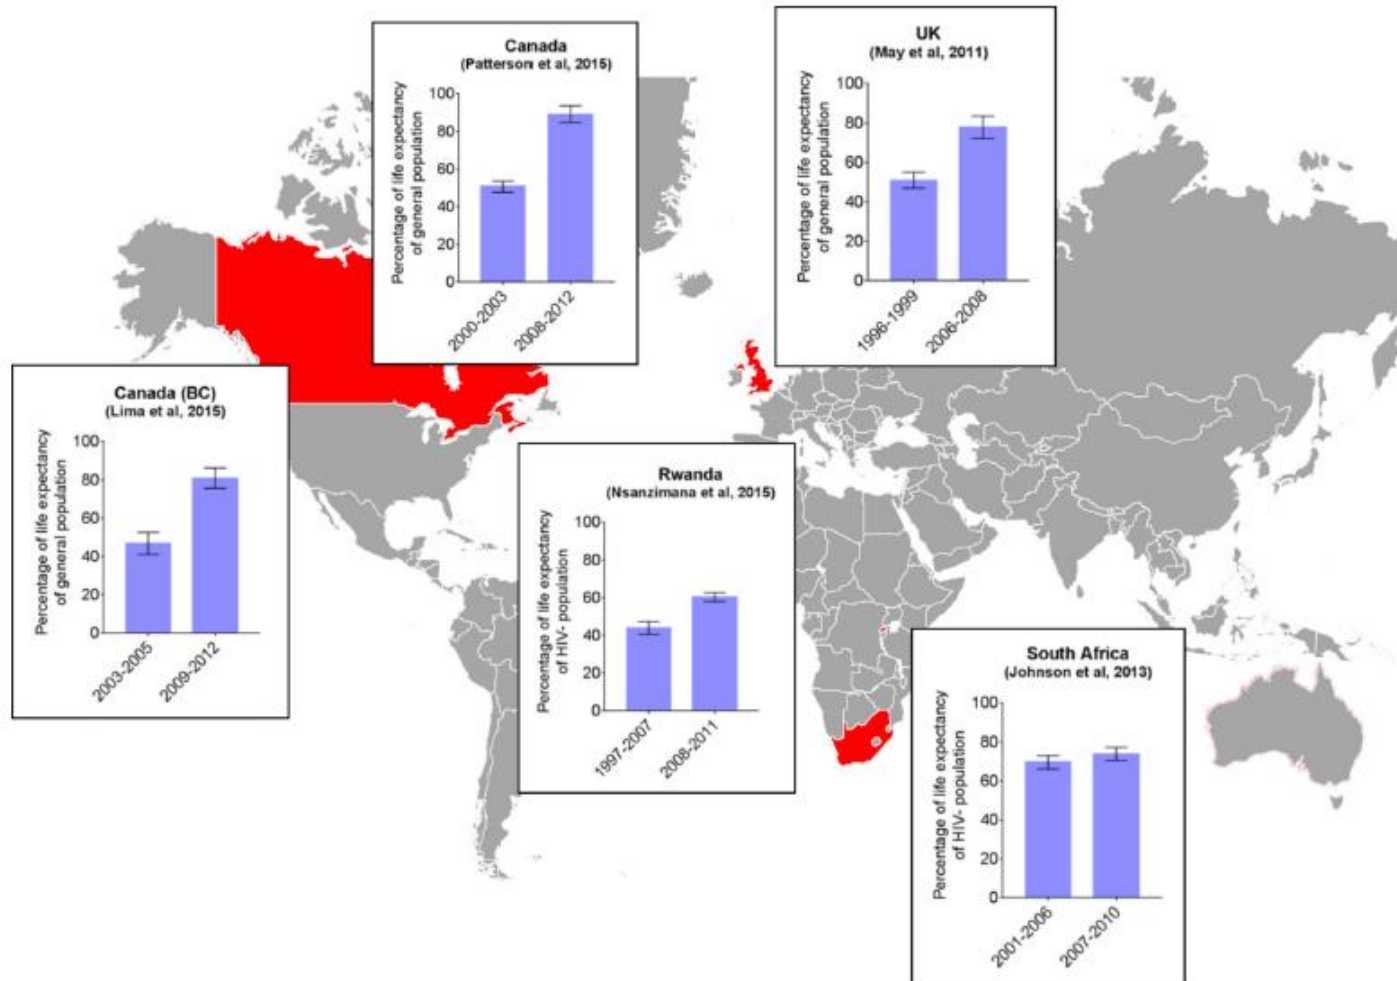 Canada
(Patterson et al, 2015)
Percentage of life expectancy
of general population
100
80
60
40
20
0
2000-2003
2008-2012
UK
(May et al, 2011)
Percentage of life expectancy
of general population
100
80
60
40
20
0
1996-1999
2006-2008
Canada (BC)
(Lima et al, 2015)
Percentage of life expectancy
of general population
100
80
60
40
20
0
2003-2005
2009-2012
Rwanda
(Nsanzimana et al, 2015)
Percentage of life expectancy
of HIV- population
100
80
60
40
20
0
1997-2007
2008-2011
South Africa
(Johnson et al, 2013)
Percentage of life expectancy
of HIV- population
100
80
60
40
20
0
2001-2006
2007-2010